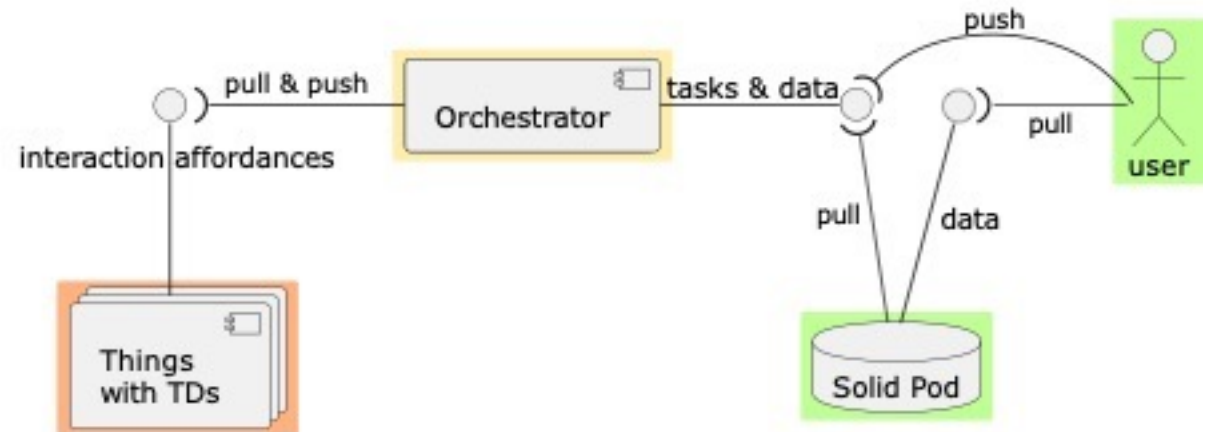 push
pull & push
tasks & data
Orchestrator
pull
interaction affordances
user
pull
data
Things
with TDs
Solid Pod